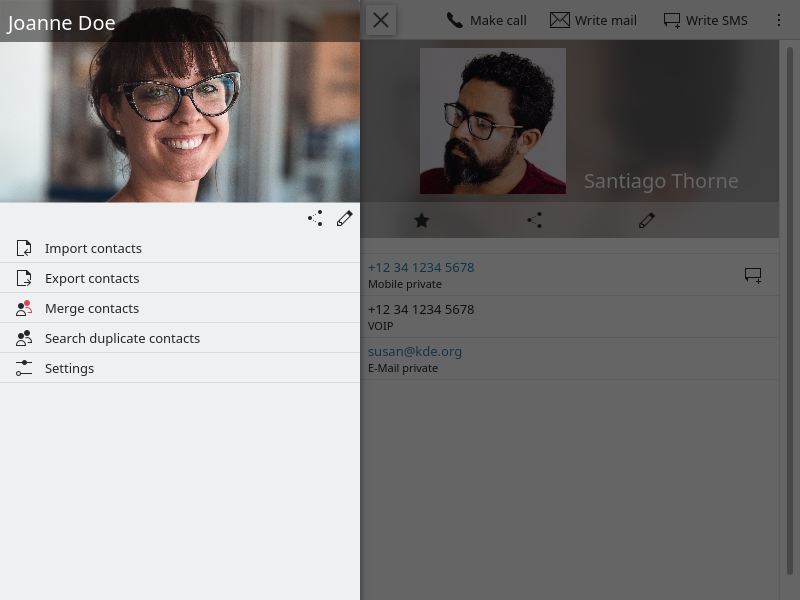 Joanne Doe
Import contacts
Export contacts
Merge contacts
Search duplicate contacts
Settings
Make call
Write mail
Write SMS
Santiago Thorne
+12 34 1234 5678
Mobile private
+12 34 1234 5678
VOIP
susan@kde.org
E-Mail private